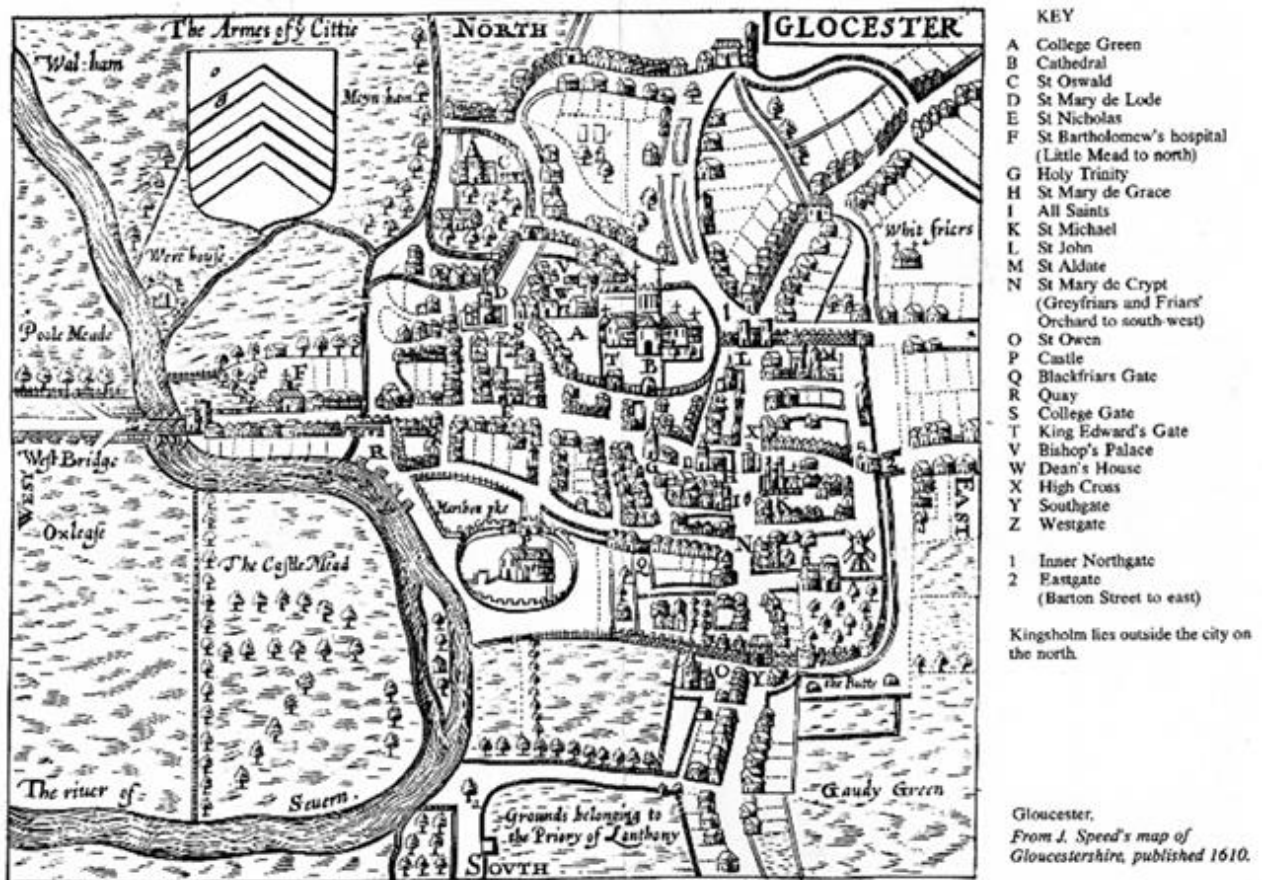 The Armes of yͤ Cittie
NORTH
GLOCESTER
Wal:ham
O
B
Meyn ham
C
Whit friers
Were house
V
D
S
A
1
Poole Meade
F
T
B
L
M
West Bridge
R
X
G
WEST
EAST
Oxlease
I
The Castle Mead
N
Q
O
Y
the Butts
The riuer of
Seuern.
Gaudy Green
Grounds belonging to
the Priory of Lanthony
SOVTH
KEY
A College Green
B Cathedral
C St Oswald
D St Mary de Lode
E St Nicholas
F St Bartholomew's hospital
(Little Mead to north)
G Holy Trinity
H St Mary de Grace
I All Saints
K St Michael
L St John
M St Aldate
N St Mary de Crypt
(Greyfriars and Friars'
Orchard to south-west)
O St Owen
P Castle
Q Blackfriars Gate
R Quay
S College Gate
T King Edward's Gate
V Bishop's Palace
W Dean's House
X High Cross
Y Southgate
Z Westgate
1 Inner Northgate
2 Eastgate
(Barton Street to east)
Kingsholm lies outside the city on
the north.
Gloucester,
From J. Speed's map of
Gloucestershire, published 1610.